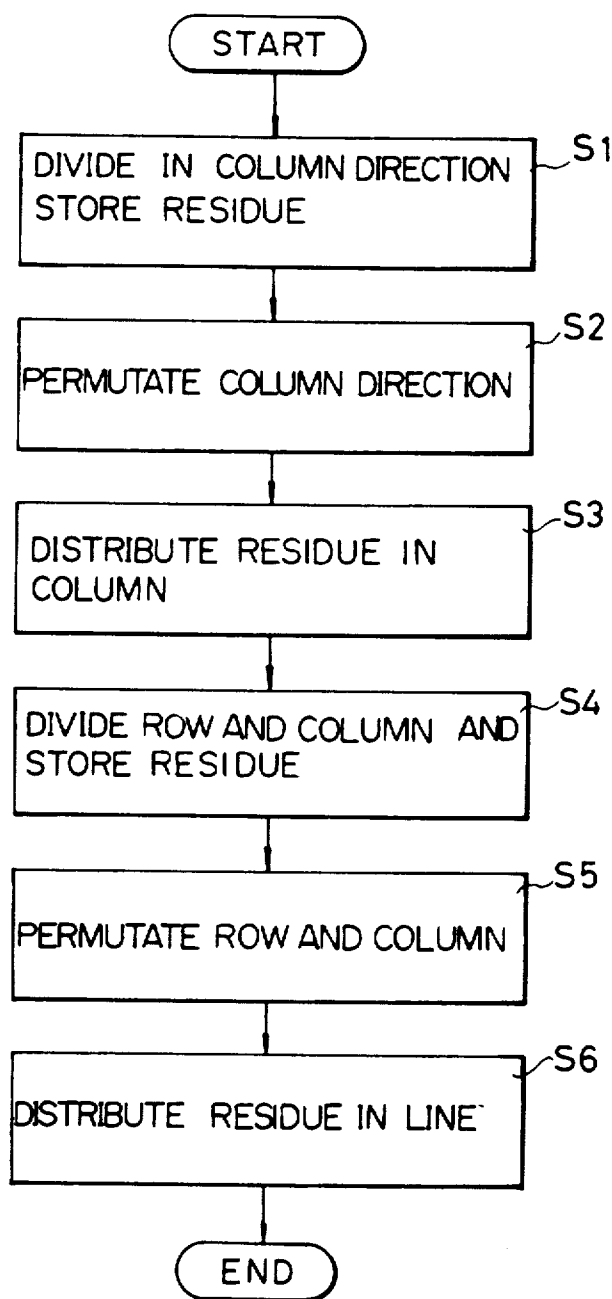 START
S1
DIVIDE IN COLUMN DIRECTION
STORE RESIDUE
S2
PERMUTATE COLUMN DIRECTION
S3
DISTRIBUTE RESIDUE IN
COLUMN
S4
DIVIDE ROW AND COLUMN AND
STORE RESIDUE
S5
PERMUTATE ROW AND COLUMN
S6
DISTRIBUTE RESIDUE IN LINE
END